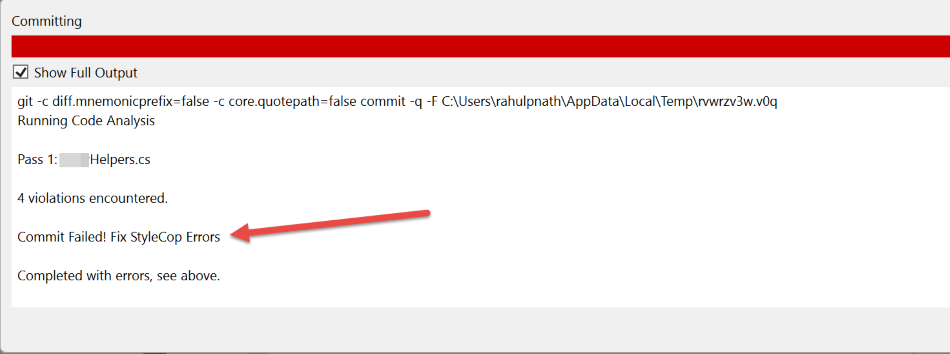 Committing
Show Full Output
git -c diff.mnemonicprefix=false -c core.quotepath=false commit -q -F C:\Users\rahulpnath\AppData\Local\Temp\rvwrzv3w.v0q
Running Code Analysis
Pass 1: Helpers.cs
4 violations encountered.
Commit Failed! Fix StyleCop Errors
Completed with errors, see above.